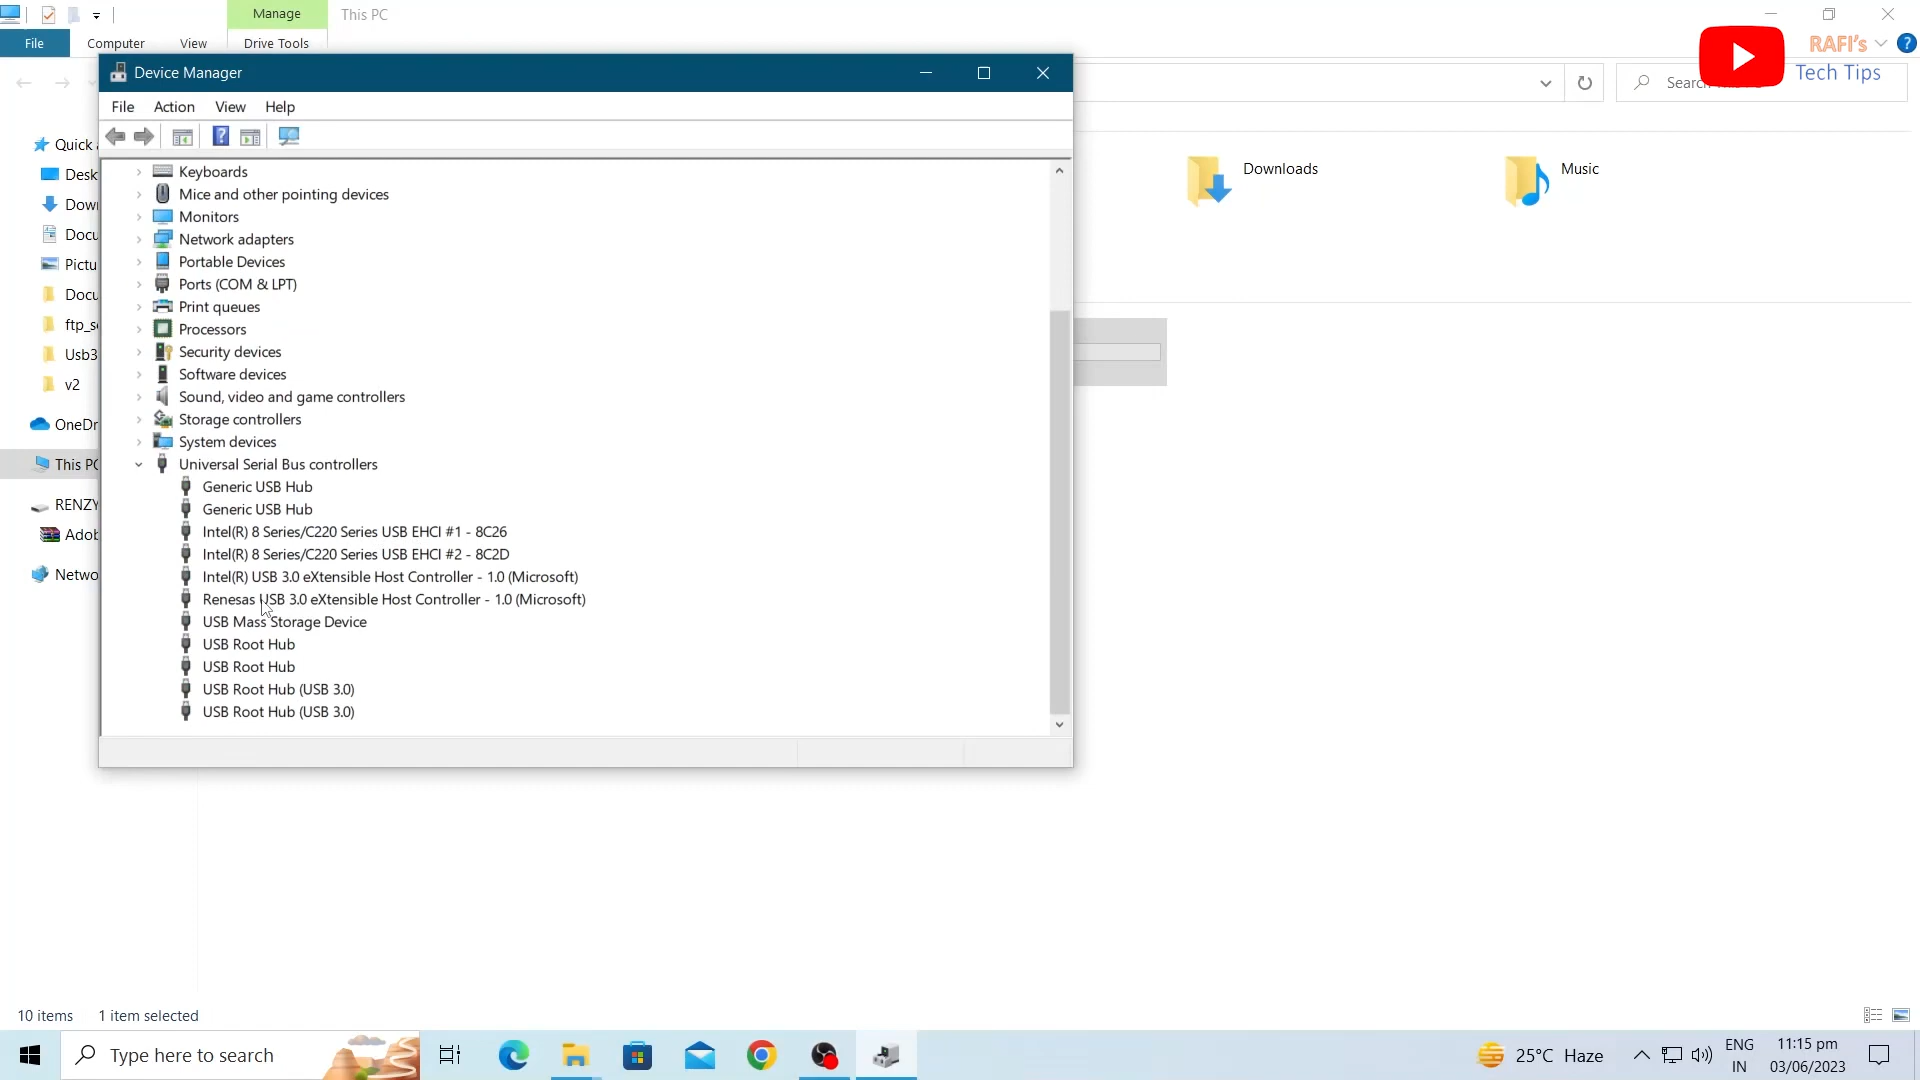 Manage
This PC
File
Computer
View
Drive Tools
RAFI's
Tech Tips
Device Manager
File
Action
View
Help
Search
Quick
Desk
Down
Docu
Pictu
Docu
ftp_s
Usb3
v2
OneDr
This PC
RENZY
Adob
Netwo
Keyboards
Mice and other pointing devices
Monitors
Network adapters
Portable Devices
Ports (COM & LPT)
Print queues
Processors
Security devices
Software devices
Sound, video and game controllers
Storage controllers
System devices
Universal Serial Bus controllers
Generic USB Hub
Generic USB Hub
Intel(R) 8 Series/C220 Series USB EHCI #1 - 8C26
Intel(R) 8 Series/C220 Series USB EHCI #2 - 8C2D
Intel(R) USB 3.0 eXtensible Host Controller - 1.0 (Microsoft)
Renesas USB 3.0 eXtensible Host Controller - 1.0 (Microsoft)
USB Mass Storage Device
USB Root Hub
USB Root Hub
USB Root Hub (USB 3.0)
USB Root Hub (USB 3.0)
Downloads
Music
10 items
1 item selected
Type here to search
25°C Haze
ENG
IN
11:15 pm
03/06/2023